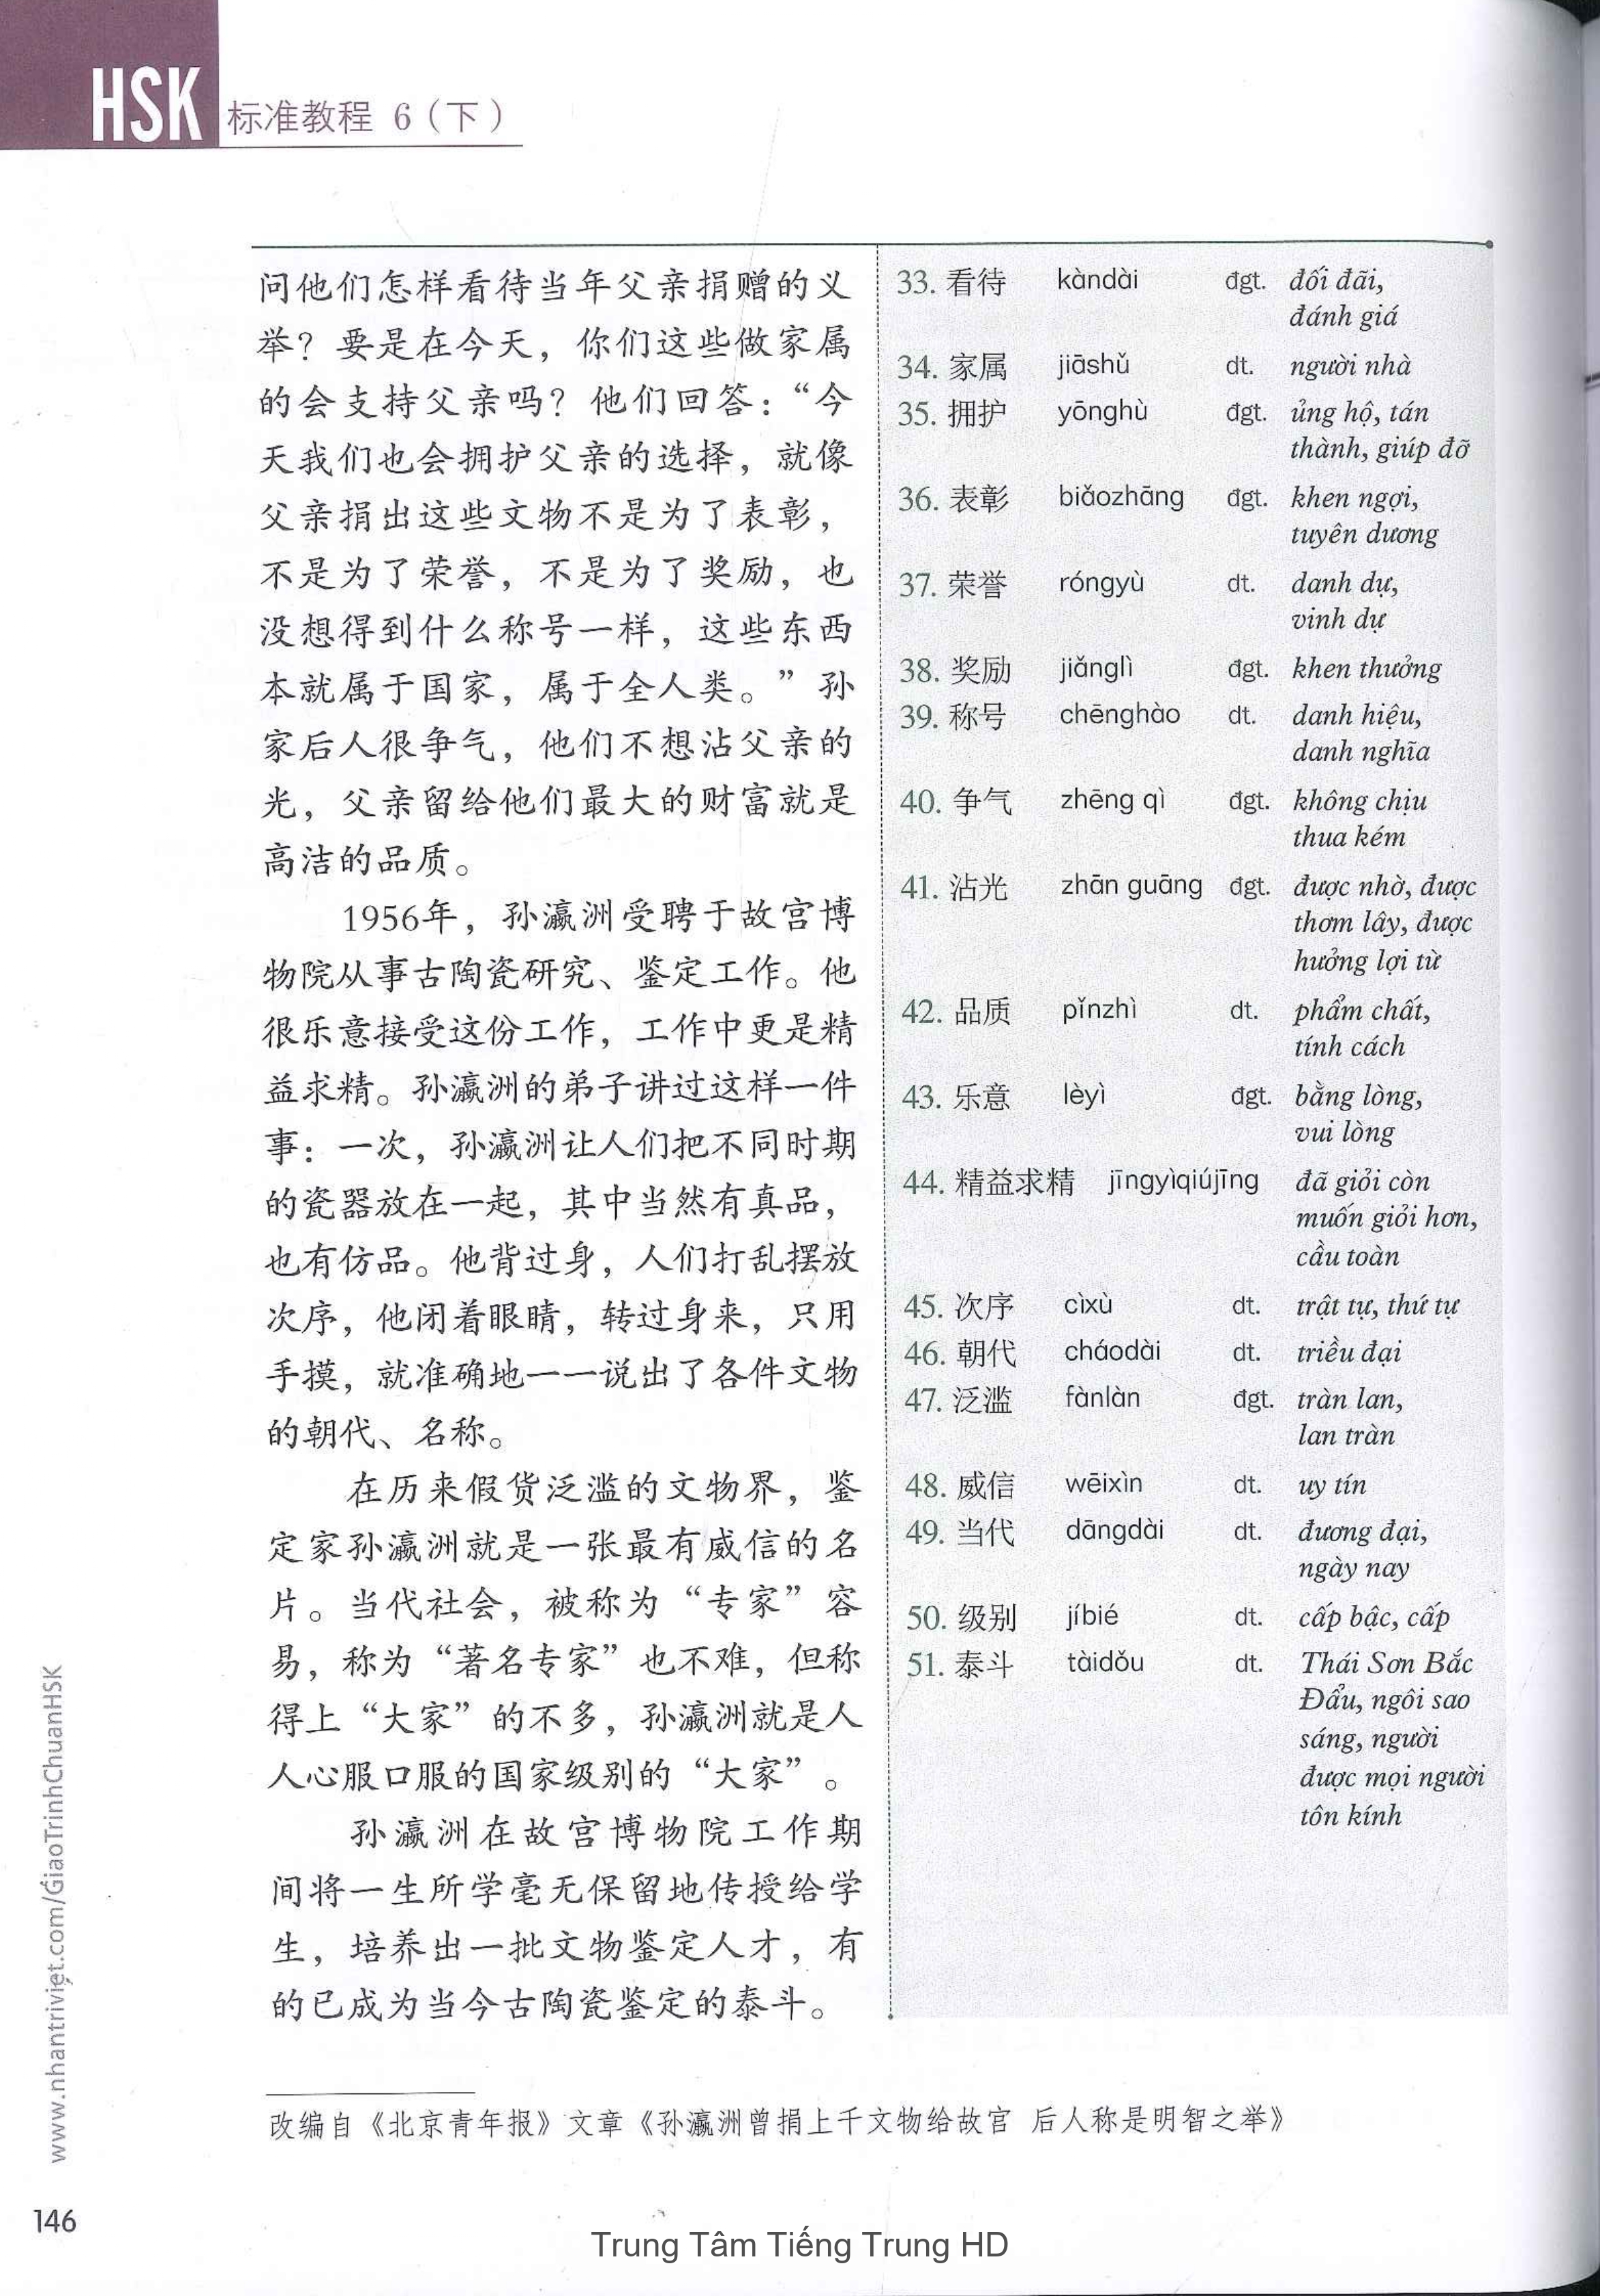 HSK 标准教程 6（下）
问他们怎样看待当年父亲捐赠的义
举？要是在今天，你们这些做家属
的会支持父亲吗？他们回答：“今
天我们也会拥护父亲的选择，就像
父亲捐出这些文物不是为了表彰，
不是为了荣誉，不是为了奖励，也
没想得到什么称号一样，这些东西
本就属于国家，属于全人类。”孙
家后人很争气，他们不想沾父亲的
光，父亲留给他们最大的财富就是
高洁的品质。
1956年，孙瀛洲受聘于故宫博
物院从事古陶瓷研究、鉴定工作。他
很乐意接受这份工作，工作中更是精
益求精。孙瀛洲的弟子讲过这样一件
事：一次，孙瀛洲让人们把不同时期
的瓷器放在一起，其中当然有真品，
也有仿品。他背过身，人们打乱摆放
次序，他闭着眼睛，转过身来，只用
手摸，就准确地一一说出了各件文物
的朝代、名称。
在历来假货泛滥的文物界，鉴
定家孙瀛洲就是一张最有威信的名
片。当代社会，被称为“专家”容
易，称为“著名专家”也不难，但称
得上“大家”的不多，孙瀛洲就是人
人心服口服的国家级别的“大家”。
孙瀛洲在故宫博物院工作期
间将一生所学毫无保留地传授给学
生，培养出一批文物鉴定人才，有
的已成为当今古陶瓷鉴定的泰斗。
33. 看待 kàndài đgt. đối đãi,
đánh giá
34. 家属 jiāshǔ dt. người nhà
35. 拥护 yōnghù đgt. ủng hộ, tán
thành, giúp đỡ
36. 表彰 biǎozhāng đgt. khen ngợi,
tuyên dương
37. 荣誉 róngyù dt. danh dự,
vinh dự
38. 奖励 jiǎnglì đgt. khen thưởng
39. 称号 chēnghào dt. danh hiệu,
danh nghĩa
40. 争气 zhēng qì đgt. không chịu
thua kém
41. 沾光 zhān guāng đgt. được nhờ, được
thơm lây, được
hưởng lợi từ
42. 品质 pǐnzhì dt. phẩm chất,
tính cách
43. 乐意 lèyì đgt. bằng lòng,
vui lòng
44. 精益求精 jīngyìqiújīng đã giỏi còn
muốn giỏi hơn,
cầu toàn
45. 次序 cìxù dt. trật tự, thứ tự
46. 朝代 cháodài dt. triều đại
47. 泛滥 fànlàn đgt. tràn lan,
lan tràn
48. 威信 wēixìn dt. uy tín
49. 当代 dāngdài dt. đương đại,
ngày nay
50. 级别 jíbié dt. cấp bậc, cấp
51. 泰斗 tàidǒu dt. Thái Sơn Bắc
Đẩu, ngôi sao
sáng, người
được mọi người
tôn kính
改编自《北京青年报》文章《孙瀛洲曾捐上千文物给故宫 后人称是明智之举》
www.nhantriviet.com/GiaoTrinhChuanHSK
146
Trung Tâm Tiếng Trung HD